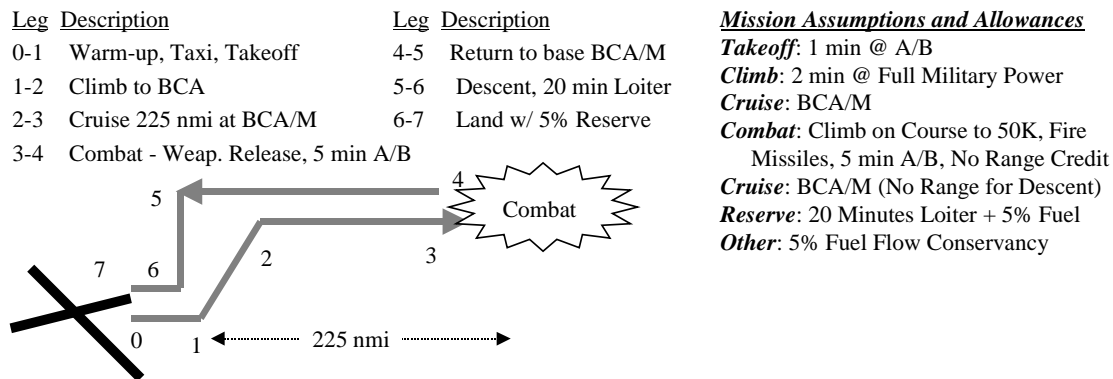 Leg Description
0-1 Warm-up, Taxi, Takeoff
1-2 Climb to BCA
2-3 Cruise 225 nmi at BCA/M
3-4 Combat - Weap. Release, 5 min A/B
Leg Description
4-5 Return to base BCA/M
5-6 Descent, 20 min Loiter
6-7 Land w/ 5% Reserve
Mission Assumptions and Allowances
Takeoff: 1 min @ A/B
Climb: 2 min @ Full Military Power
Cruise: BCA/M
Combat: Climb on Course to 50K, Fire
Missiles, 5 min A/B, No Range Credit
Cruise: BCA/M (No Range for Descent)
Reserve: 20 Minutes Loiter + 5% Fuel
Other: 5% Fuel Flow Conservancy
5
4
Combat
7
6
2
3
0
1
225 nmi